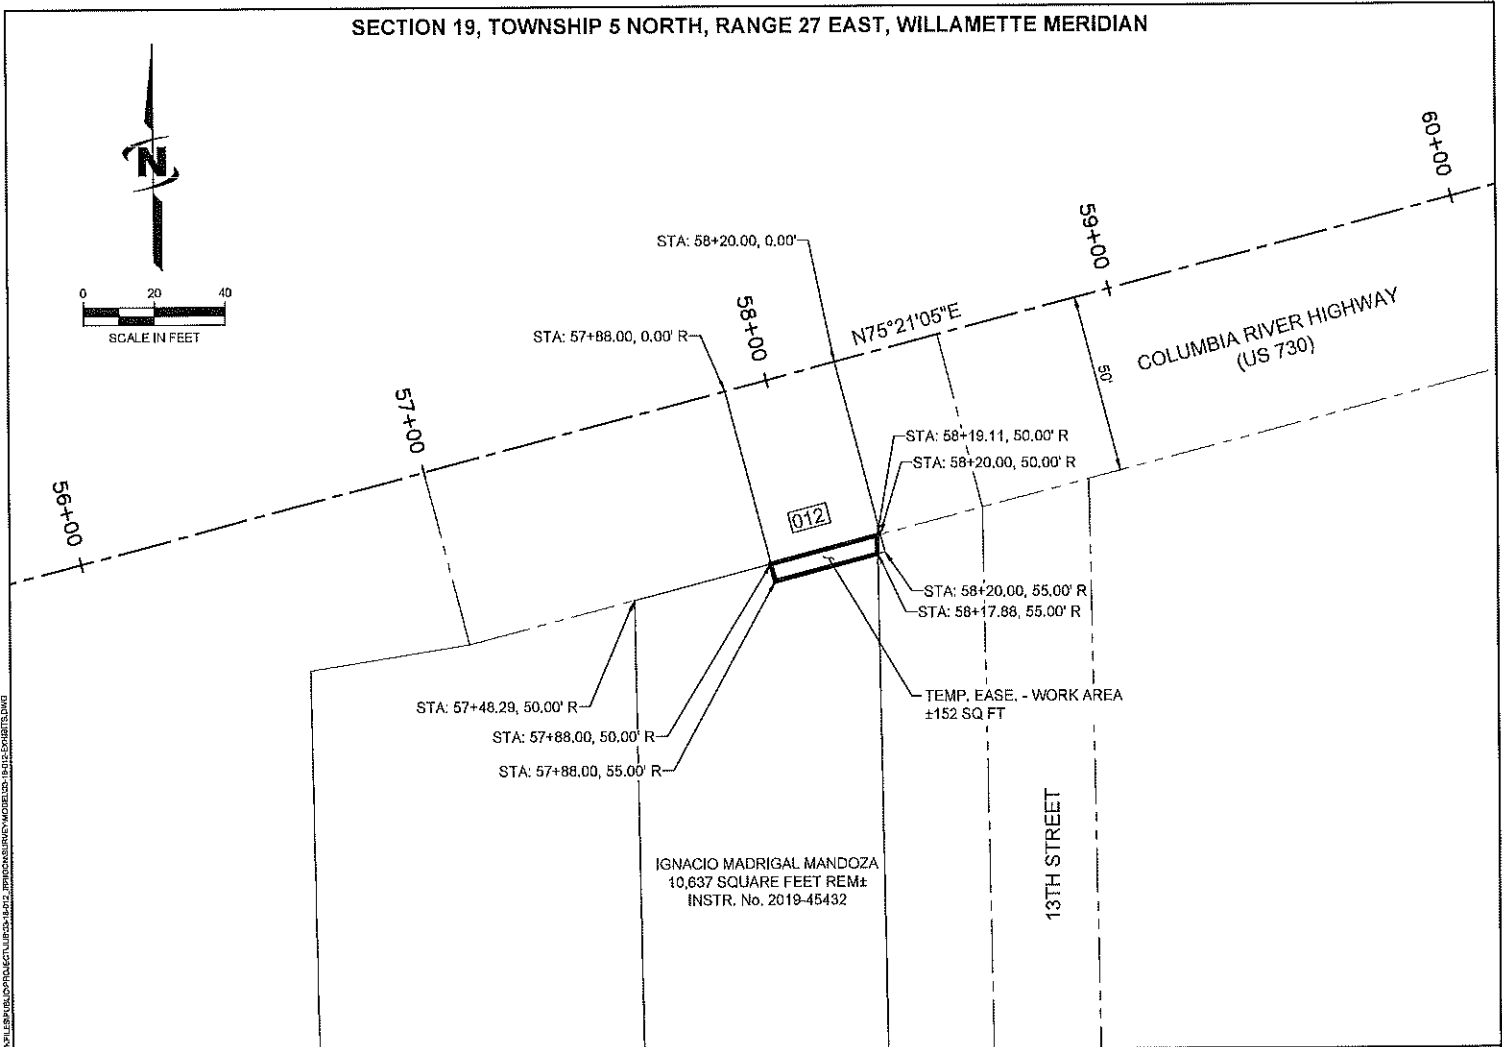 SECTION 19, TOWNSHIP 5 NORTH, RANGE 27 EAST, WILLAMETTE MERIDIAN
N
0 20 40
SCALE IN FEET
60+00
59+00
STA: 58+20.00, 0.00'
58+00
STA: 57+88.00, 0.00' R
N75°21'05"E
COLUMBIA RIVER HIGHWAY
(US 730)
50'
57+00
56+00
STA: 58+19.11, 50.00' R
STA: 58+20.00, 50.00' R
012
STA: 58+20.00, 55.00' R
STA: 58+17.88, 55.00' R
STA: 57+48.29, 50.00' R
STA: 57+88.00, 50.00' R
STA: 57+88.00, 55.00' R
TEMP. EASE. - WORK AREA
±152 SQ FT
IGNACIO MADRIGAL MANDOZA
10,637 SQUARE FEET REM±
INSTR. No. 2019-45432
13TH STREET